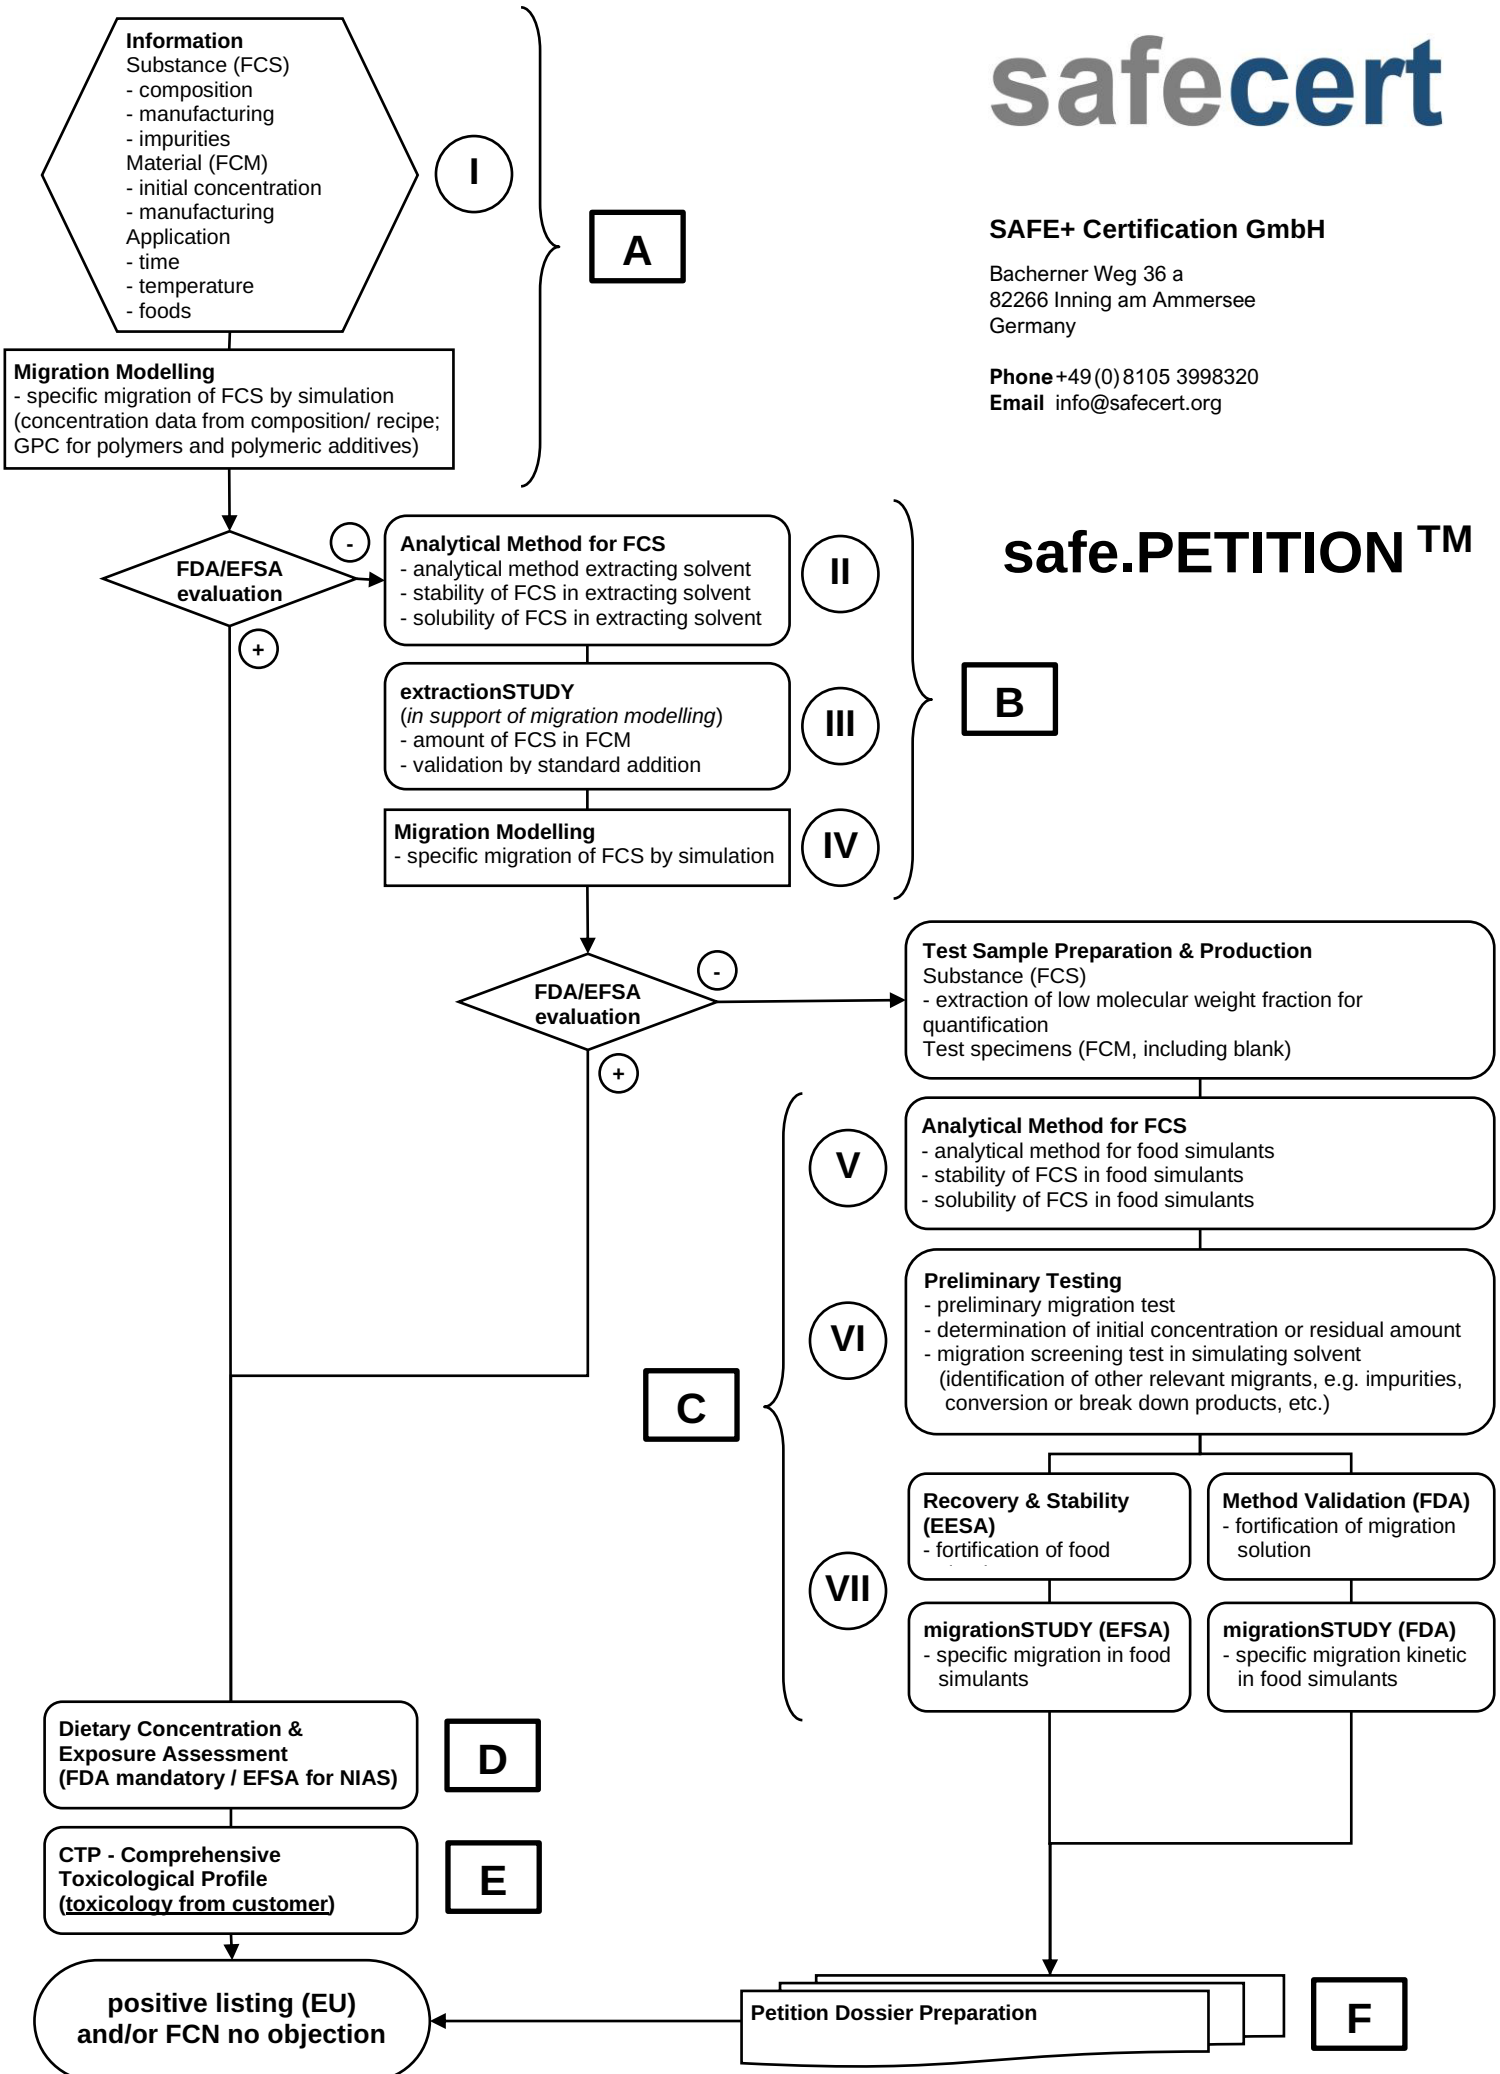 Information
Substance (FCS)
- composition
- manufacturing
- impurities
Material (FCM)
- initial concentration
- manufacturing
Application
- time
- temperature
- foods
I
A
safecert
SAFE+ Certification GmbH
Bacherner Weg 36 a
82266 Inning am Ammersee
Germany
Phone +49 (0) 8105 3998320
Email info@safecert.org
Migration Modelling
- specific migration of FCS by simulation
(concentration data from composition/ recipe;
GPC for polymers and polymeric additives)
safe.PETITION TM
FDA/EFSA
evaluation
-
+
Analytical Method for FCS
- analytical method extracting solvent
- stability of FCS in extracting solvent
- solubility of FCS in extracting solvent
II
extractionSTUDY
(in support of migration modelling)
- amount of FCS in FCM
- validation by standard addition
III
B
Migration Modelling
- specific migration of FCS by simulation
IV
FDA/EFSA
evaluation
-
+
Test Sample Preparation & Production
Substance (FCS)
- extraction of low molecular weight fraction for
quantification
Test specimens (FCM, including blank)
Analytical Method for FCS
- analytical method for food simulants
- stability of FCS in food simulants
- solubility of FCS in food simulants
V
Preliminary Testing
- preliminary migration test
- determination of initial concentration or residual amount
- migration screening test in simulating solvent
(identification of other relevant migrants, e.g. impurities,
conversion or break down products, etc.)
VI
C
Recovery & Stability
(EESA)
- fortification of food
Method Validation (FDA)
- fortification of migration
solution
VII
migrationSTUDY (EFSA)
- specific migration in food
simulants
migrationSTUDY (FDA)
- specific migration kinetic
in food simulants
Dietary Concentration &
Exposure Assessment
(FDA mandatory / EFSA for NIAS)
D
CTP - Comprehensive
Toxicological Profile
(toxicology from customer)
E
positive listing (EU)
and/or FCN no objection
Petition Dossier Preparation
F